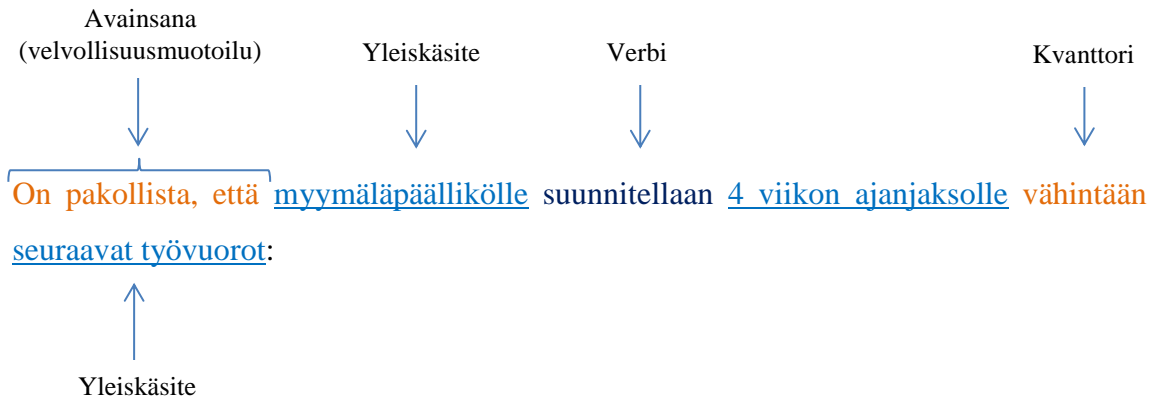 Avainsana
(velvollisuusmuotoilu)
Yleiskäsite
Verbi
Kvanttori
On pakollista, että myymäläpäällikölle suunnitellaan 4 viikon ajanjaksolle vähintään
seuraavat työvuorot:
Yleiskäsite